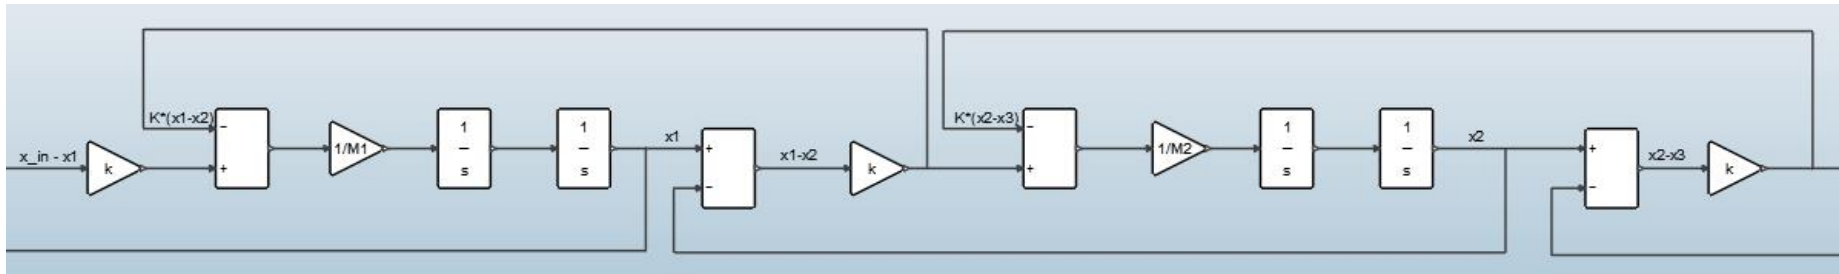 K*(x1-x2)
−
+
x_in - x1
k
1/M1
1
s
1
s
x1
+
−
x1-x2
k
K*(x2-x3)
−
+
1/M2
1
s
1
s
x2
+
−
x2-x3
k